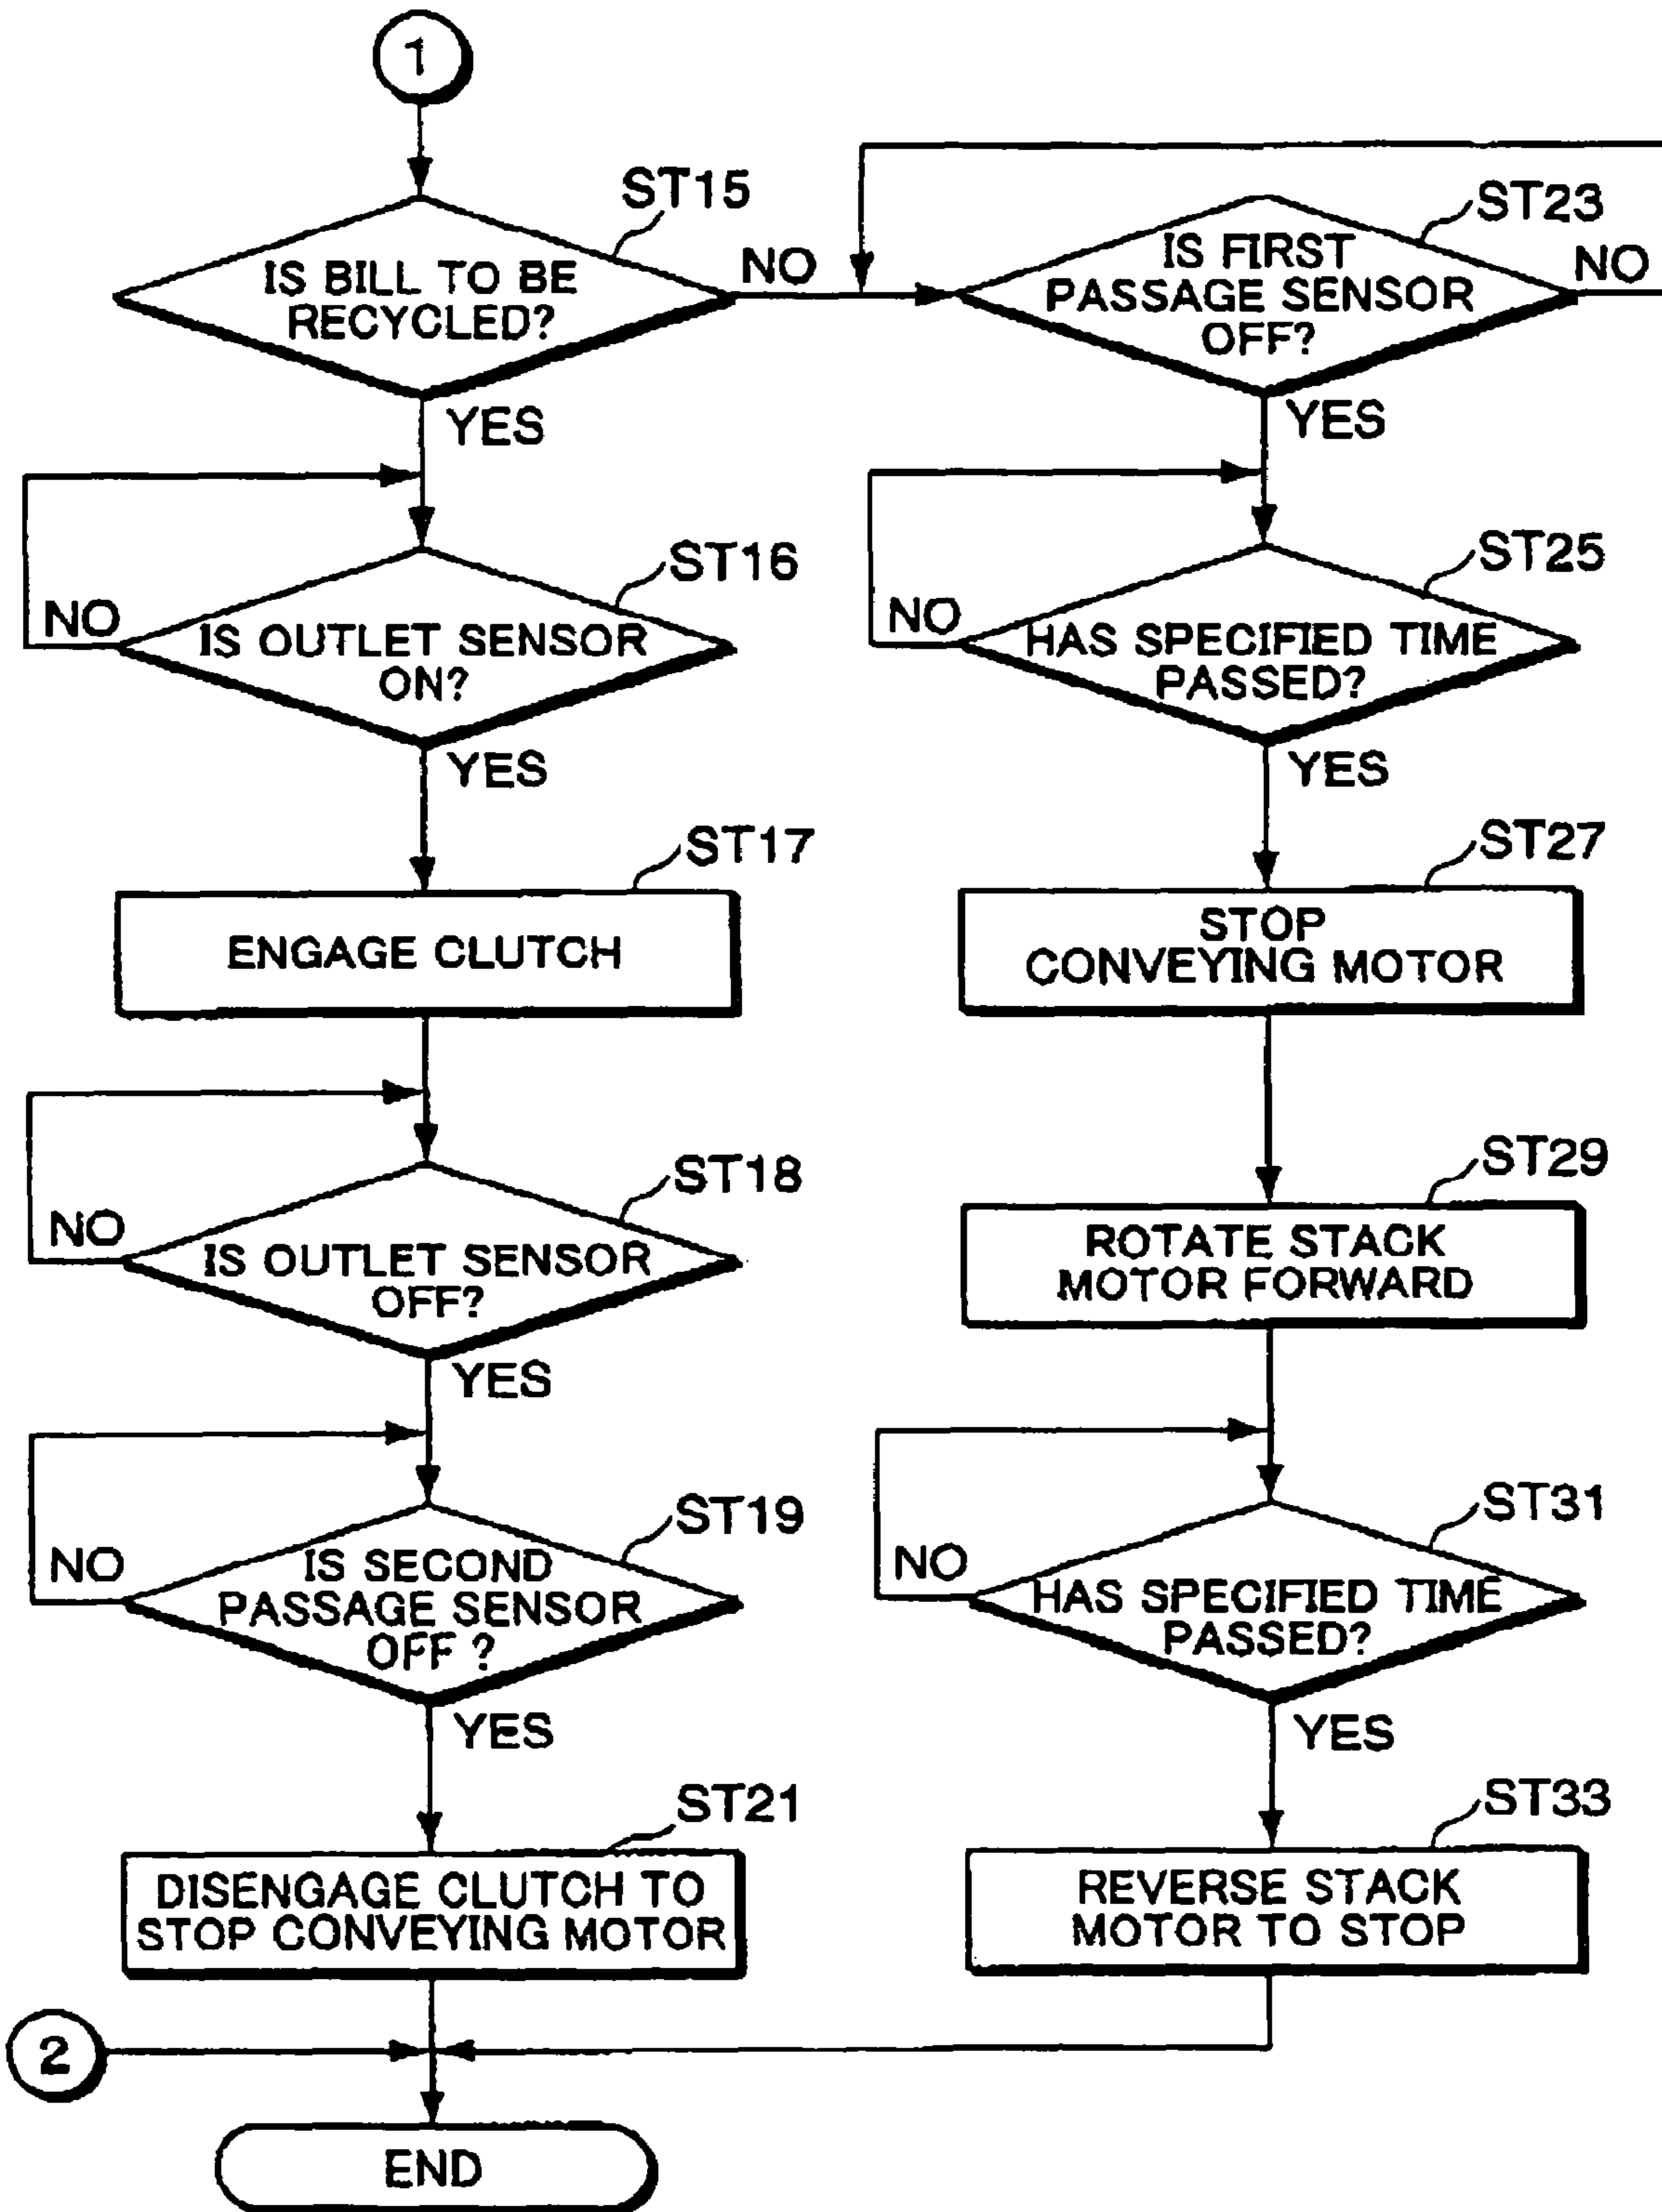 1
ST15
IS BILL TO BE
RECYCLED?
NO
YES
ST16
NO
IS OUTLET SENSOR
ON?
YES
ST17
ENGAGE CLUTCH
ST18
NO
IS OUTLET SENSOR
OFF?
YES
ST19
NO
IS SECOND
PASSAGE SENSOR
OFF ?
YES
ST21
DISENGAGE CLUTCH TO
STOP CONVEYING MOTOR
2
END
ST23
IS FIRST
PASSAGE SENSOR
OFF?
NO
YES
ST25
NO
HAS SPECIFIED TIME
PASSED?
YES
ST27
STOP
CONVEYING MOTOR
ST29
ROTATE STACK
MOTOR FORWARD
ST31
NO
HAS SPECIFIED TIME
PASSED?
YES
ST33
REVERSE STACK
MOTOR TO STOP